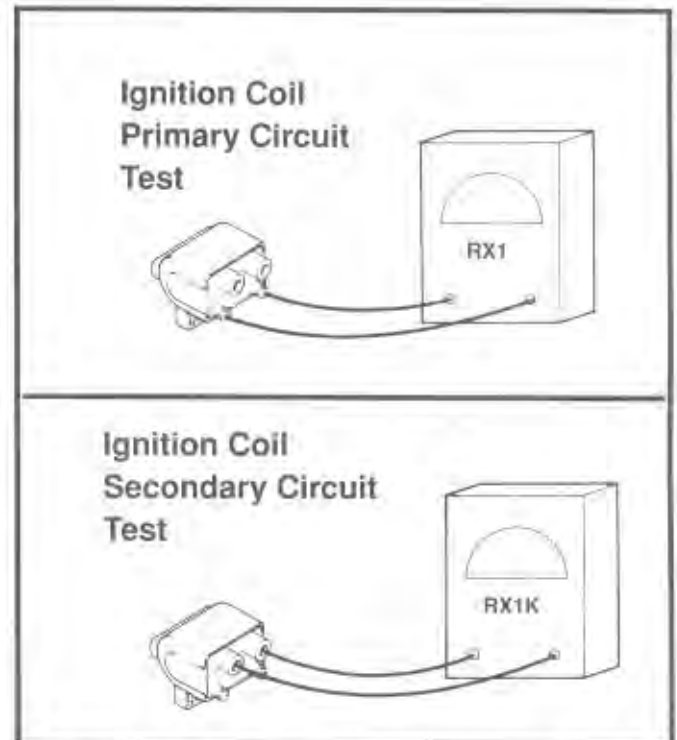 Ignition Coil
Primary Circuit
Test
RX1
Ignition Coil
Secondary Circuit
Test
RX1K